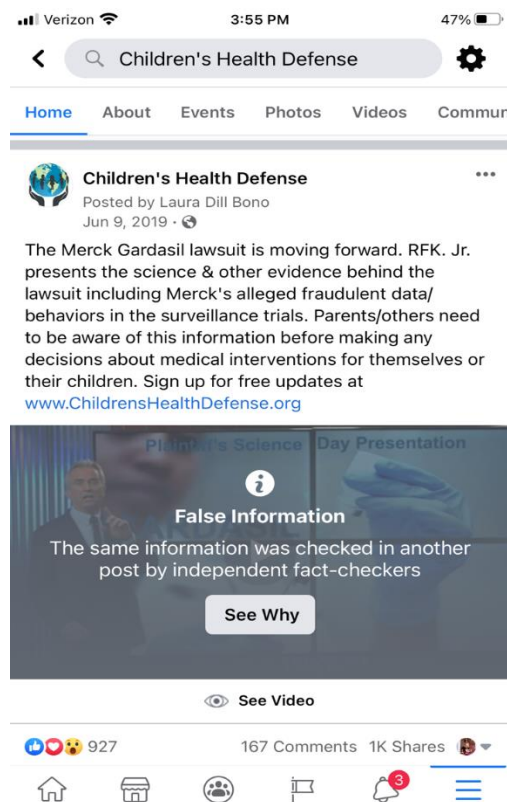 Verizon 3:55 PM 47%
Children's Health Defense
Home About Events Photos Videos Commun
Children's Health Defense
Posted by Laura Dill Bono
Jun 9, 2019 ·
The Merck Gardasil lawsuit is moving forward. RFK. Jr.
presents the science & other evidence behind the
lawsuit including Merck's alleged fraudulent data/
behaviors in the surveillance trials. Parents/others need
to be aware of this information before making any
decisions about medical interventions for themselves or
their children. Sign up for free updates at
www.ChildrensHealthDefense.org
Science Day Presentation
False Information
The same information was checked in another
post by independent fact-checkers
See Why
See Video
927 167 Comments 1K Shares
3